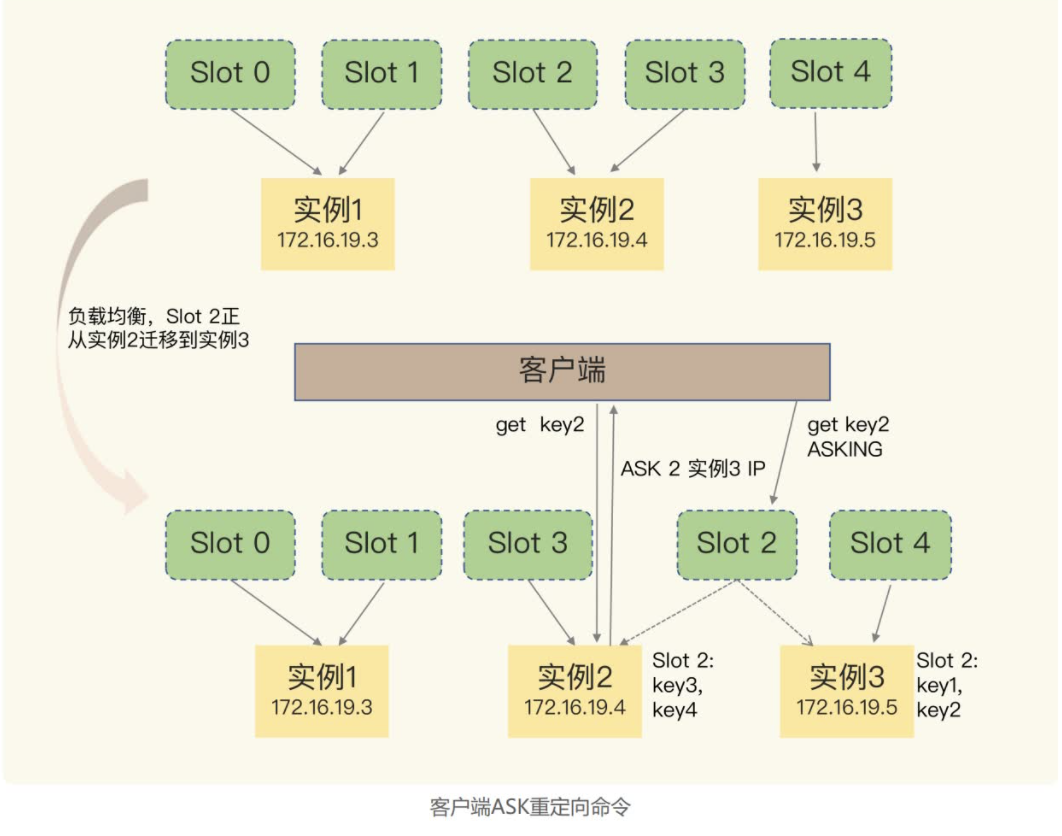 Slot 0
Slot 1
Slot 2
Slot 3
Slot 4
实例1
172.16.19.3
实例2
172.16.19.4
实例3
172.16.19.5
负载均衡，Slot 2正
从实例2迁移到实例3
客户端
get key2
ASK 2 实例3 IP
get key2
ASKING
Slot 0
Slot 1
Slot 3
Slot 2
Slot 4
实例1
172.16.19.3
实例2
172.16.19.4
Slot 2:
key3,
key4
实例3
172.16.19.5
Slot 2:
key1,
key2
客户端ASK重定向命令